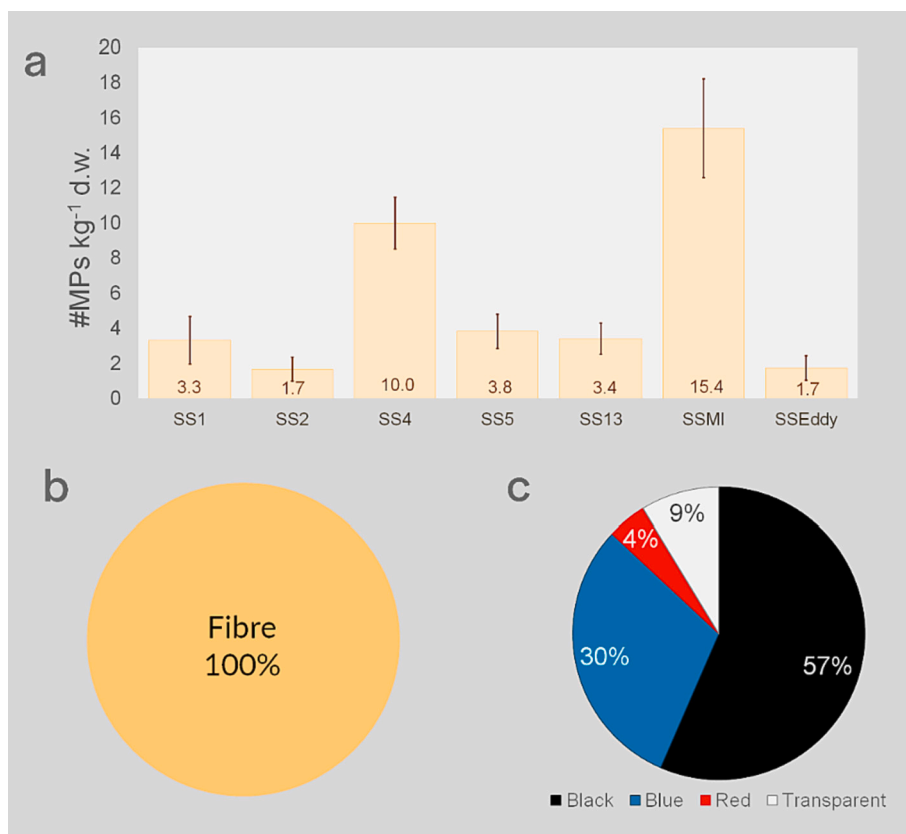 a
#MPs kg⁻¹ d.w.
20
18
16
14
12
10
8
6
4
2
0
3.3 1.7 10.0 3.8 3.4 15.4 1.7
SS1 SS2 SS4 SS5 SS13 SSMI SSEddy
b
Fibre
100%
c
9%
4%
30%
57%
Black Blue Red Transparent